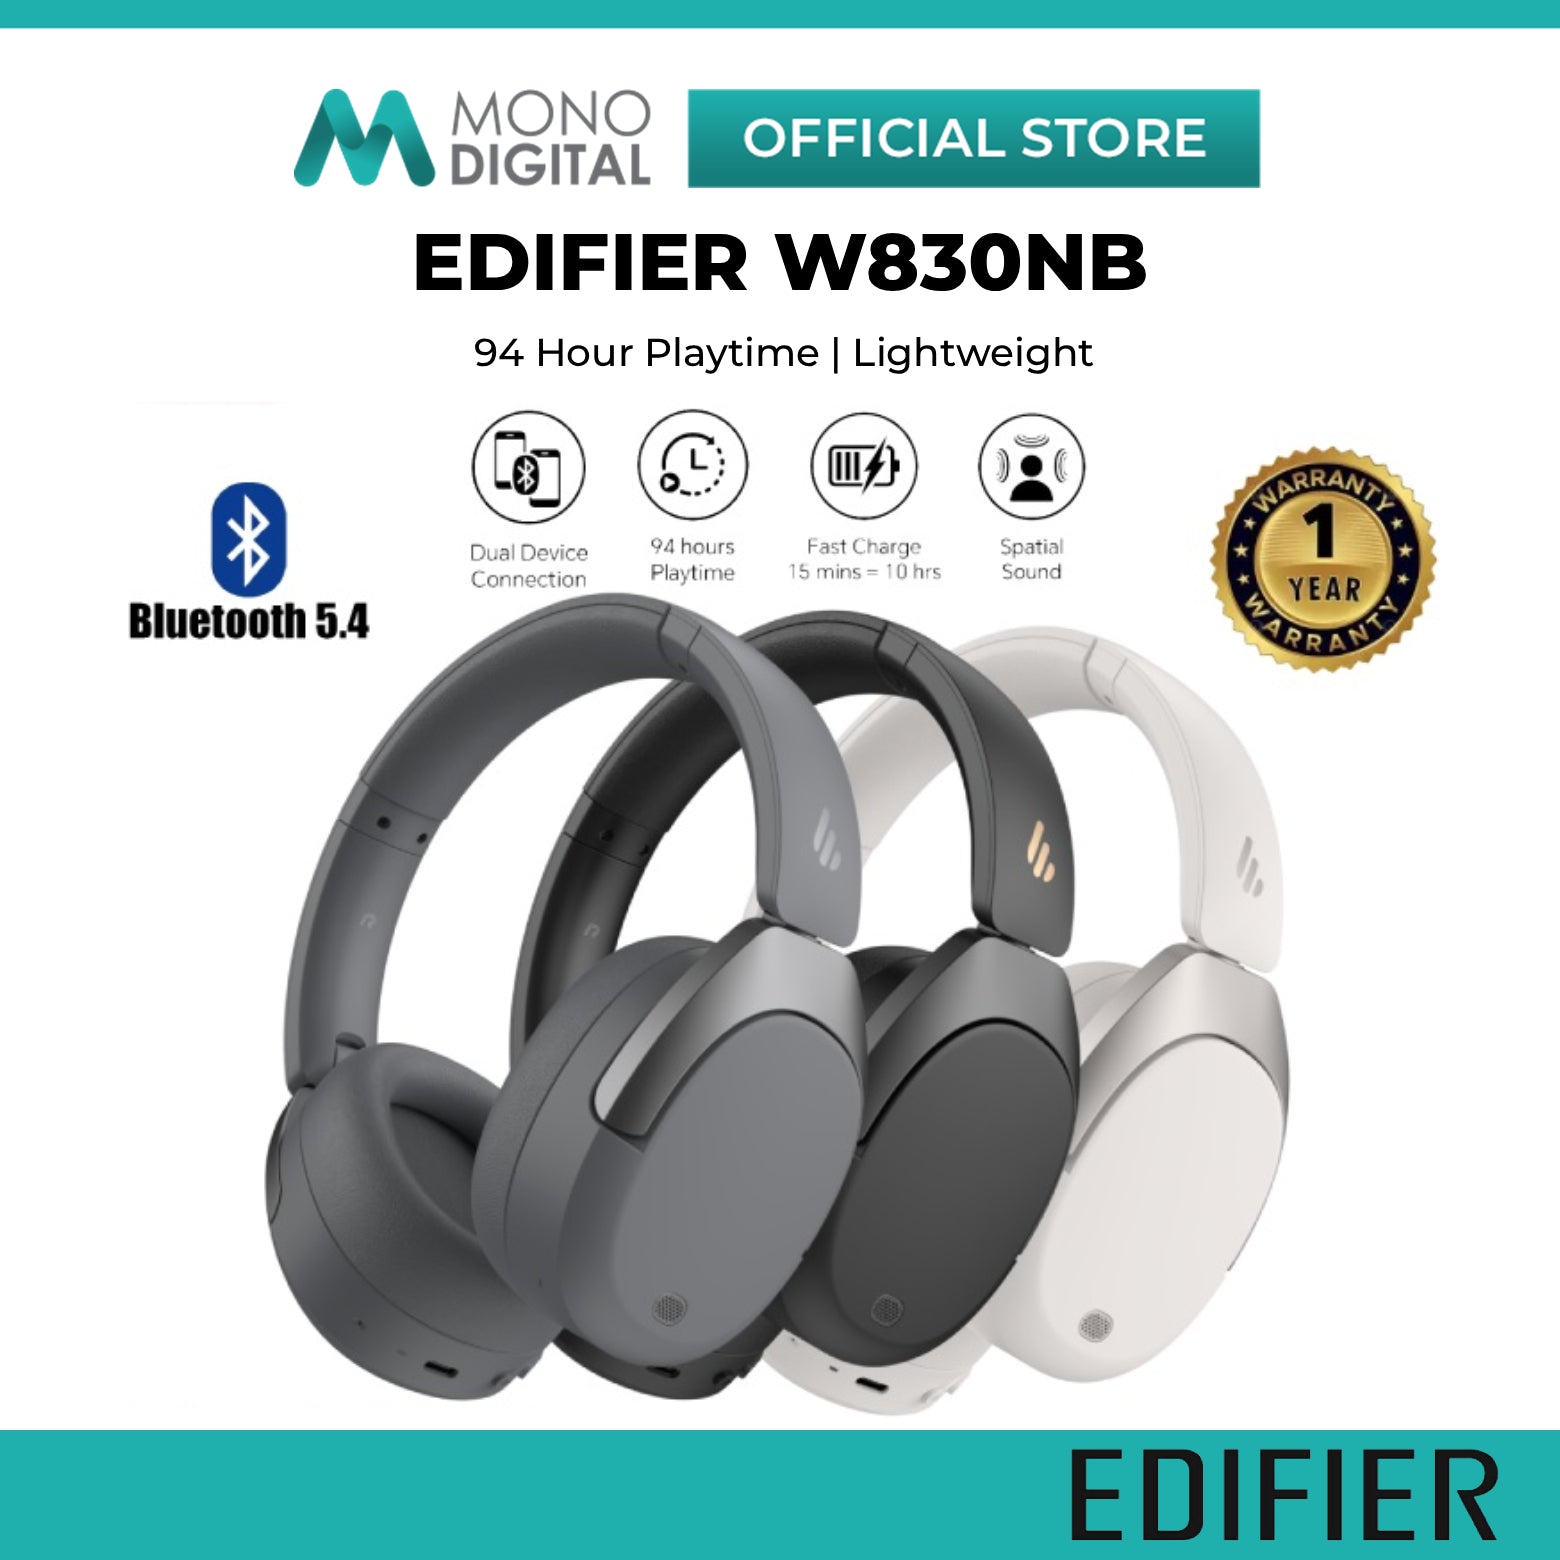 MONO
DIGITAL
OFFICIAL STORE
EDIFIER W830NB
94 Hour Playtime | Lightweight
Dual Device
Connection
94 hours
Playtime
Fast Charge
15 mins = 10 hrs
Spatial
Sound
Bluetooth 5.4
WARRANTY
1
YEAR
WARRANTY
R
R
EDIFIER